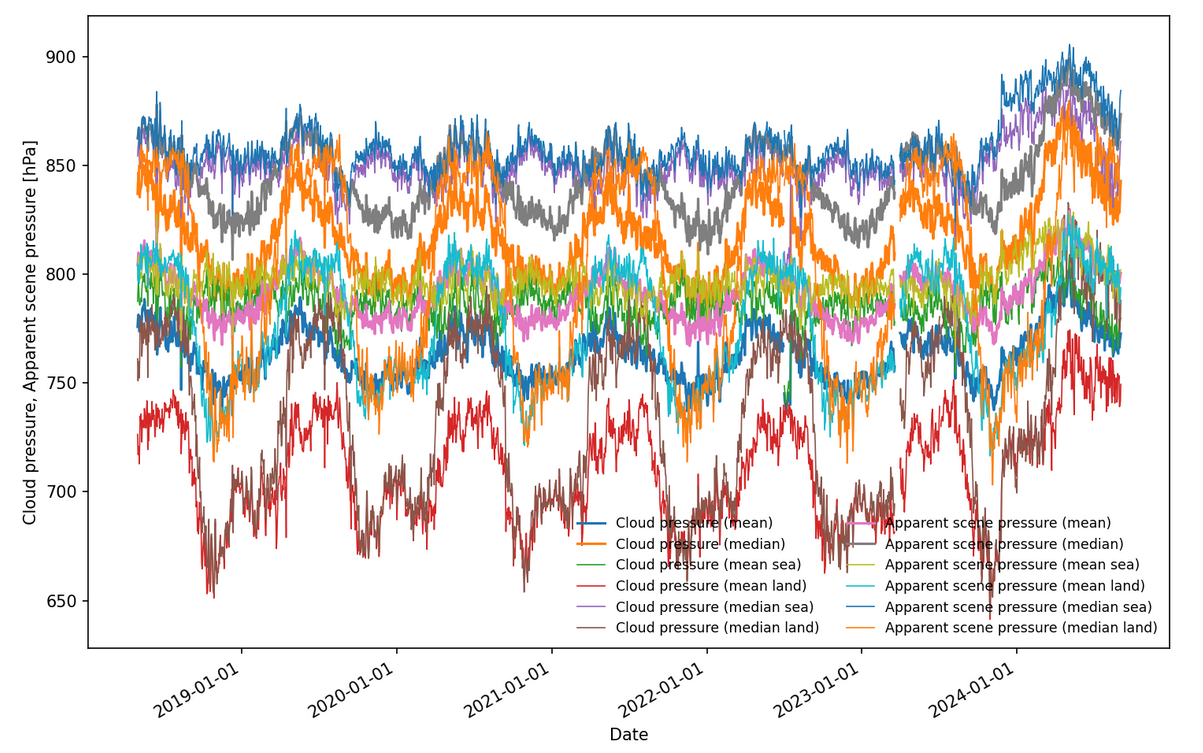 900
850
800
750
700
650
Cloud pressure, Apparent scene pressure [hPa]
Cloud pressure (mean)
Cloud pressure (median)
Cloud pressure (mean sea)
Cloud pressure (mean land)
Cloud pressure (median sea)
Cloud pressure (median land)
Apparent scene pressure (mean)
Apparent scene pressure (median)
Apparent scene pressure (mean sea)
Apparent scene pressure (mean land)
Apparent scene pressure (median sea)
Apparent scene pressure (median land)
2019-01-01
2020-01-01
2021-01-01
2022-01-01
2023-01-01
2024-01-01
Date